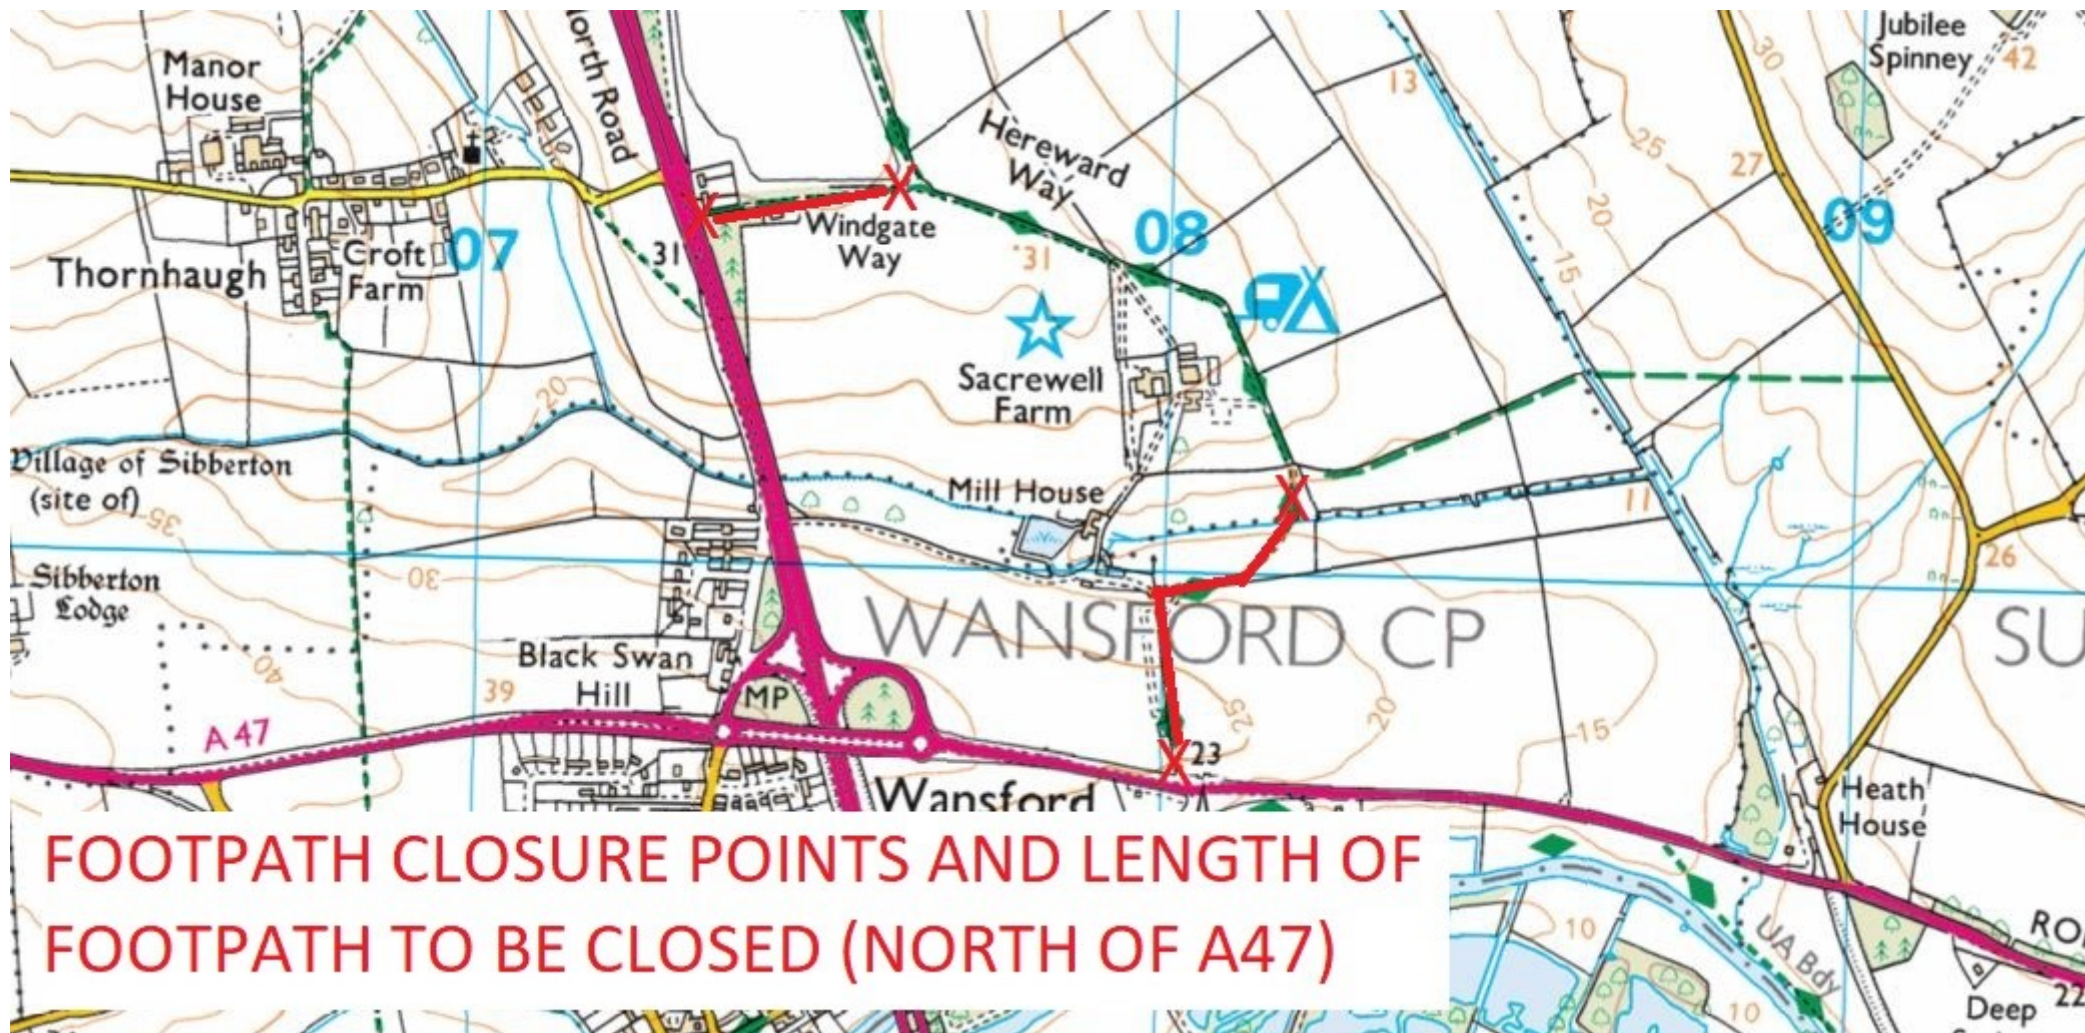 Manor
House
North Road
Jubilee
Spinney
42
30
13
25
27
Hereward
Way
20
09
08
07
31
Windgate
Way
31
15
Thornhaugh
Croft
Farm
Sacrewell
Farm
20
Village of Sibberton
(site of)
35
Mill House
11
26
Sibberton
Lodge
30
40
WANSFORD CP
SU
Black Swan
Hill
39
MP
25
20
15
A 47
23
Wansford
Heath
House
FOOTPATH CLOSURE POINTS AND LENGTH OF
FOOTPATH TO BE CLOSED (NORTH OF A47)
10
UA Bdy
10
RO
22
Deep